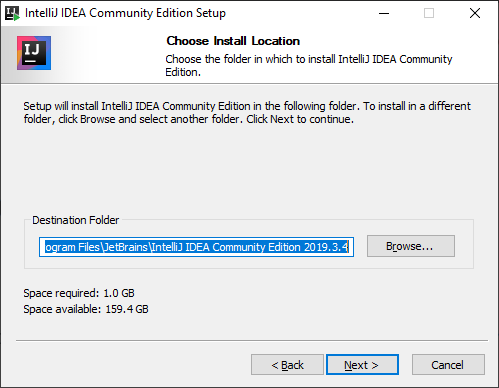 IntelliJ IDEA Community Edition Setup
IJ
Choose Install Location
Choose the folder in which to install IntelliJ IDEA Community
Edition.
Setup will install IntelliJ IDEA Community Edition in the following folder. To install in a different
folder, click Browse and select another folder. Click Next to continue.
Destination Folder
ogram Files\JetBrains\IntelliJ IDEA Community Edition 2019.3.4
Browse...
Space required: 1.0 GB
Space available: 159.4 GB
< Back
Next >
Cancel